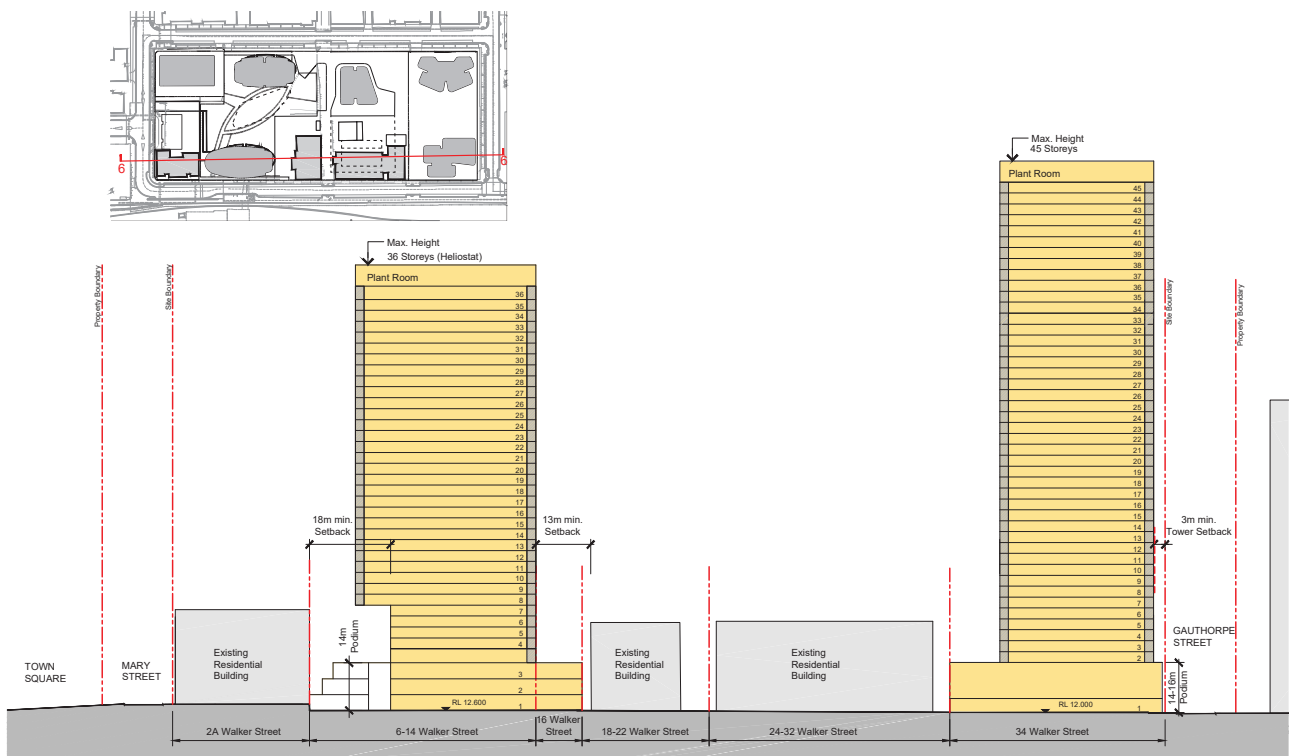 6
6
Max. Height
45 Storeys
Plant Room
45
44
43
42
41
40
39
38
37
36
35
34
33
32
31
30
29
28
27
26
25
24
23
22
21
20
19
18
17
16
15
14
13
12
11
10
9
8
7
6
5
4
3
2
1
RL 12.000
Max. Height
36 Storeys (Heliostat)
Plant Room
36
35
34
33
32
31
30
29
28
27
26
25
24
23
22
21
20
19
18
17
16
15
14
13
12
11
10
9
8
7
6
5
4
3
2
1
RL 12.600
Property Boundary
Site Boundary
Site Boundary
Property Boundary
18m min.
Setback
13m min.
Setback
3m min.
Tower Setback
14m
Podium
14-16m
Podium
TOWN
SQUARE
MARY
STREET
Existing
Residential
Building
Existing
Residential
Building
Existing
Residential
Building
GAUTHORPE
STREET
2A Walker Street
6-14 Walker Street
16 Walker
Street
18-22 Walker Street
24-32 Walker Street
34 Walker Street